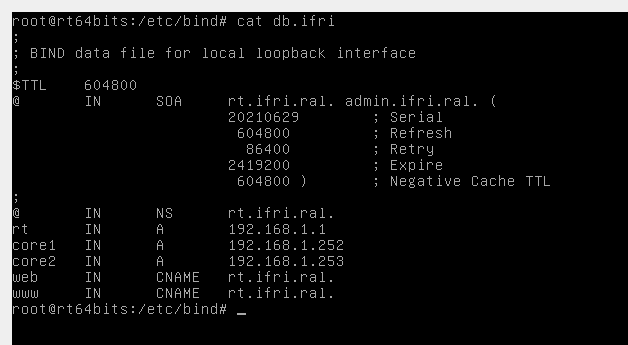 root@rt64bits:/etc/bind# cat db.ifri
;
; BIND data file for local loopback interface
;
$TTL    604800
@       IN      SOA     rt.ifri.ral. admin.ifri.ral. (
                        20210629        ; Serial
                         604800         ; Refresh
                          86400         ; Retry
                        2419200         ; Expire
                         604800 )       ; Negative Cache TTL
;
@       IN      NS      rt.ifri.ral.
rt      IN      A       192.168.1.1
core1   IN      A       192.168.1.252
core2   IN      A       192.168.1.253
web     IN      CNAME   rt.ifri.ral.
www     IN      CNAME   rt.ifri.ral.
root@rt64bits:/etc/bind# _